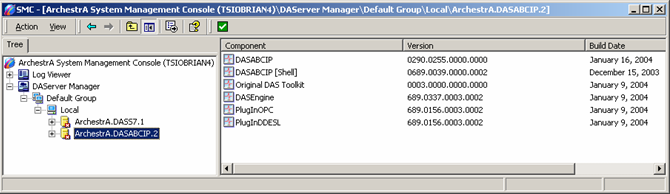 SMC - [ArchestrA System Management Console (TSIOBRIAN4)\DAServer Manager\Default Group\Local\ArchestrA.DASABCIP.2]
Action View
Tree
ArchestrA System Management Console (TSIOBRIAN4)
Log Viewer
DAServer Manager
Default Group
Local
ArchestrA.DASS7.1
ArchestrA.DASABCIP.2
Component Version Build Date
DASABCIP 0290.0255.0000.0000 January 16, 2004
DASABCIP [Shell] 0689.0039.0000.0002 December 15, 2003
Original DAS Toolkit 0003.0000.0000.0000 January 9, 2004
DASEngine 689.0337.0003.0002 January 9, 2004
PlugInOPC 689.0156.0003.0002 January 9, 2004
PlugInDDESL 689.0156.0003.0002 January 9, 2004